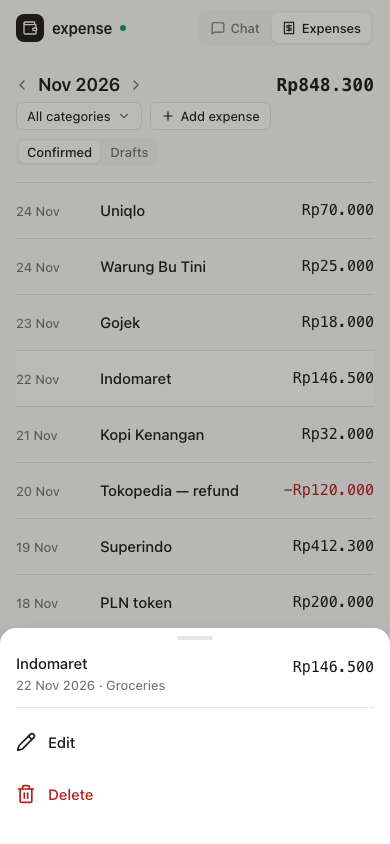 expense
Chat
Expenses
Nov 2026
Rp848.300
All categories
Add expense
Confirmed
Drafts
24 Nov Uniqlo Rp70.000
24 Nov Warung Bu Tini Rp25.000
23 Nov Gojek Rp18.000
22 Nov Indomaret Rp146.500
21 Nov Kopi Kenangan Rp32.000
20 Nov Tokopedia — refund −Rp120.000
19 Nov Superindo Rp412.300
18 Nov PLN token Rp200.000
Indomaret Rp146.500
22 Nov 2026 · Groceries
Edit
Delete